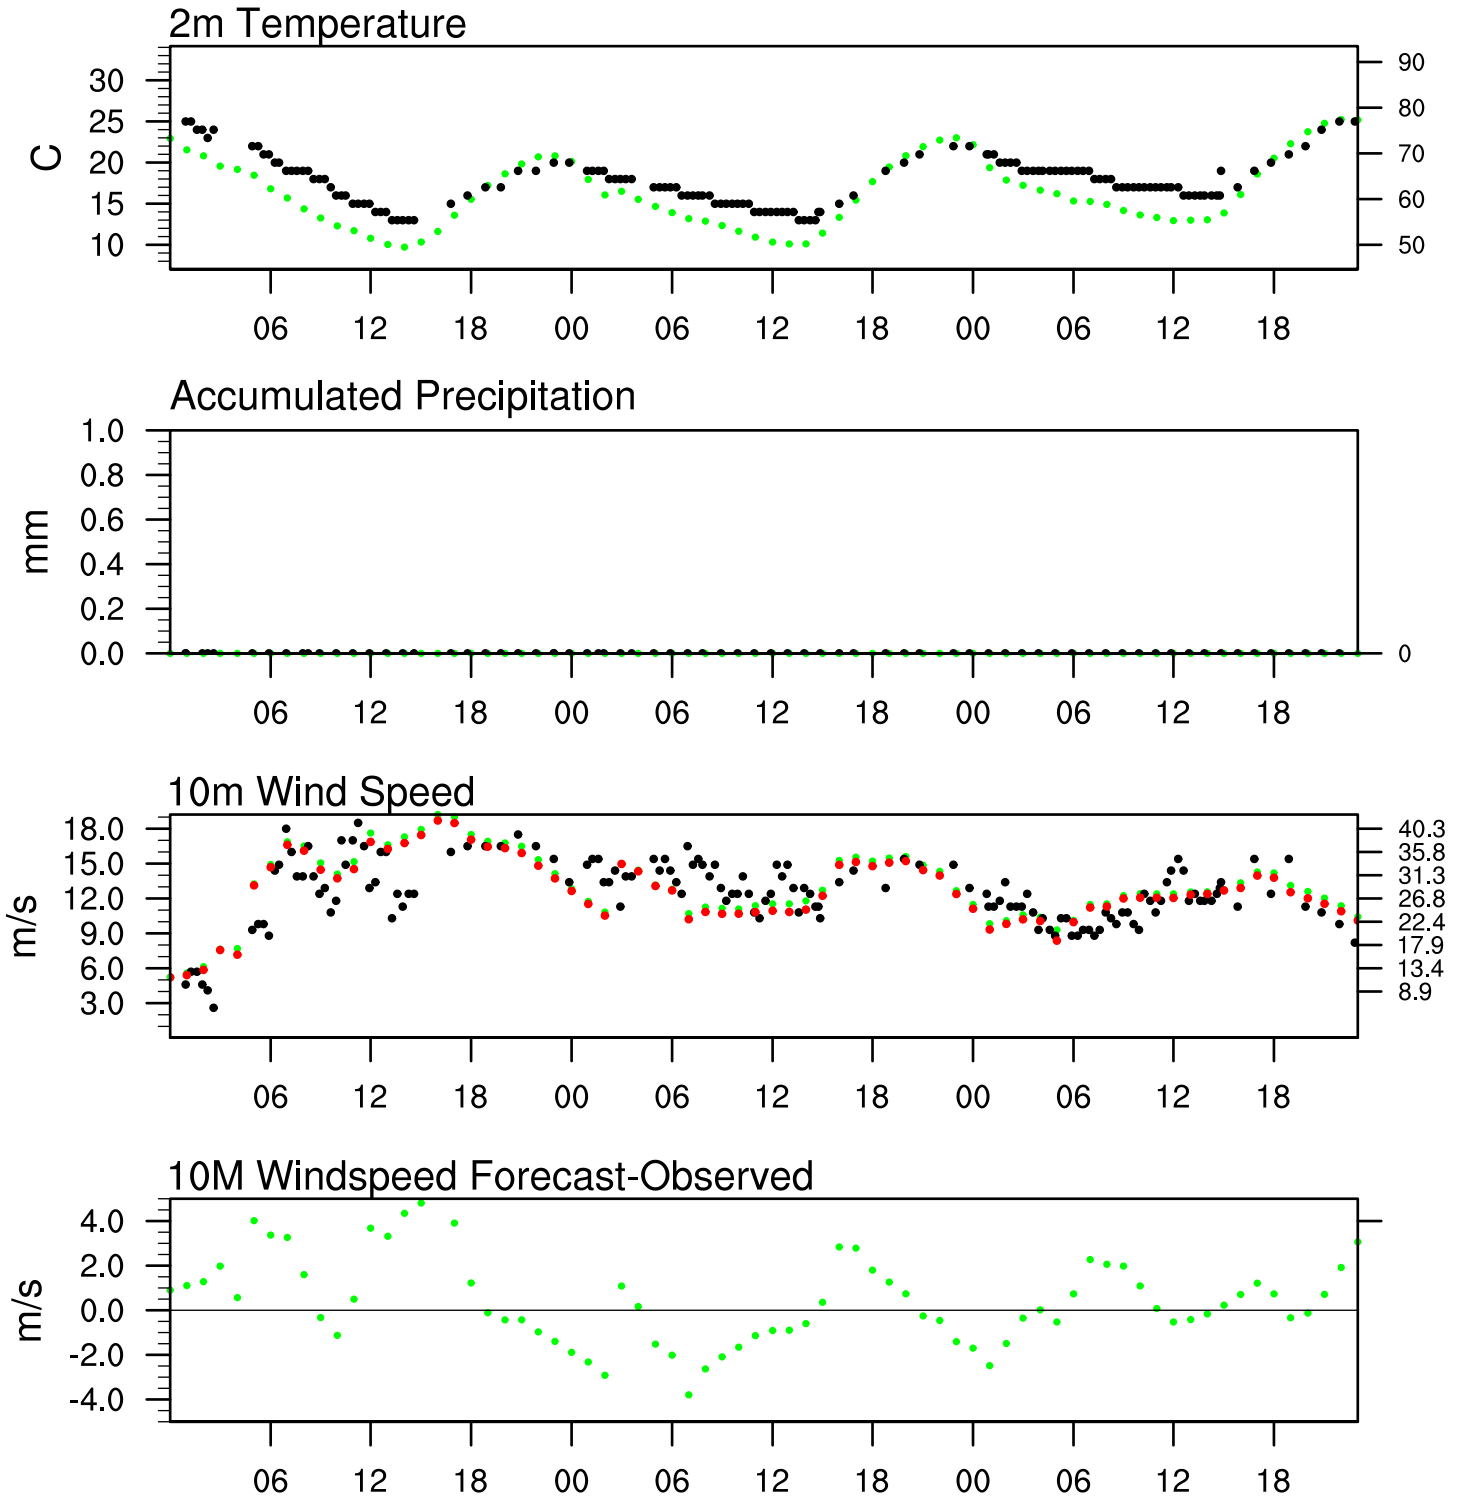 2m Temperature
30 90
25 80
C
20 70
15 60
10 50
06 12 18 00 06 12 18 00 06 12 18
Accumulated Precipitation
1.0
0.8
0.6
mm
0.4
0.2
0.0 0
06 12 18 00 06 12 18 00 06 12 18
10m Wind Speed
18.0 40.3
15.0 35.8
31.3
12.0 26.8
m/s
9.0 22.4
17.9
6.0 13.4
3.0 8.9
06 12 18 00 06 12 18 00 06 12 18
10M Windspeed Forecast-Observed
4.0
2.0
0.0
m/s
-2.0
-4.0
06 12 18 00 06 12 18 00 06 12 18